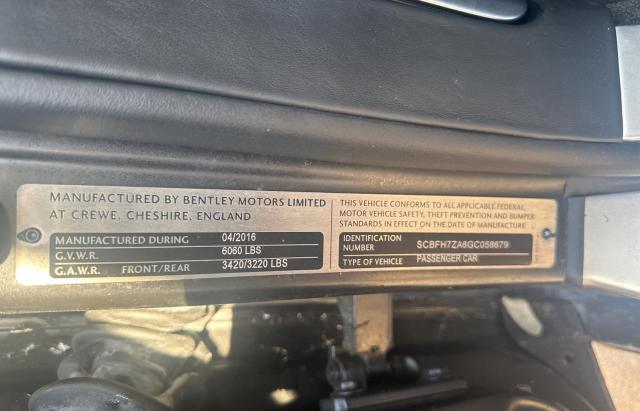 MANUFACTURED BY BENTLEY MOTORS LIMITED
AT CREWE, CHESHIRE, ENGLAND
MANUFACTURED DURING 04/2016
G.V.W.R. 6060 LBS
G.A.W.R. FRONT/REAR 3420/3220 LBS
THIS VEHICLE CONFORMS TO ALL APPLICABLE FEDERAL
MOTOR VEHICLE SAFETY, THEFT PREVENTION AND BUMPER
STANDARDS IN EFFECT ON THE DATE OF MANUFACTURE.
IDENTIFICATION
NUMBER SCBFH7ZA6GC058679
TYPE OF VEHICLE PASSENGER CAR